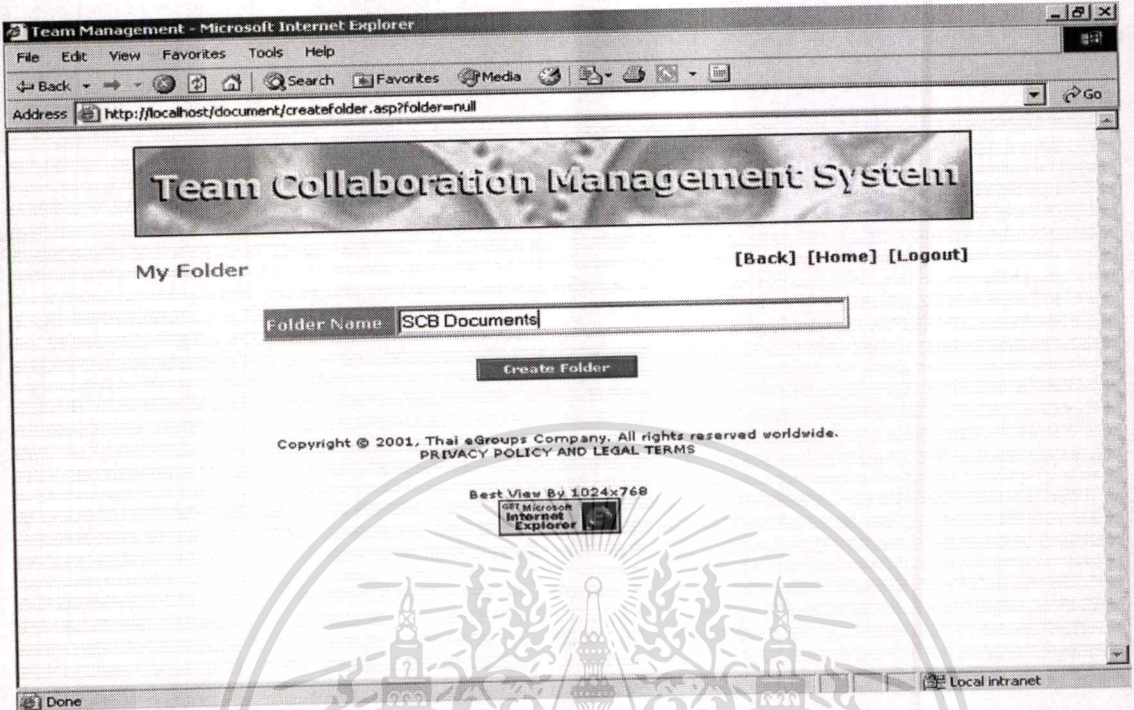 Team Management - Microsoft Internet Explorer
File Edit View Favorites Tools Help
Back Search Favorites Media
Address http://localhost/document/createfolder.asp?folder=null Go
Team Collaboration Management System
My Folder [Back] [Home] [Logout]
Folder Name SCB Documents
Create Folder
Copyright © 2001, Thai eGroups Company. All rights reserved worldwide.
PRIVACY POLICY AND LEGAL TERMS
Best View By 1024x768
GET Microsoft
Internet
Explorer
Done Local intranet